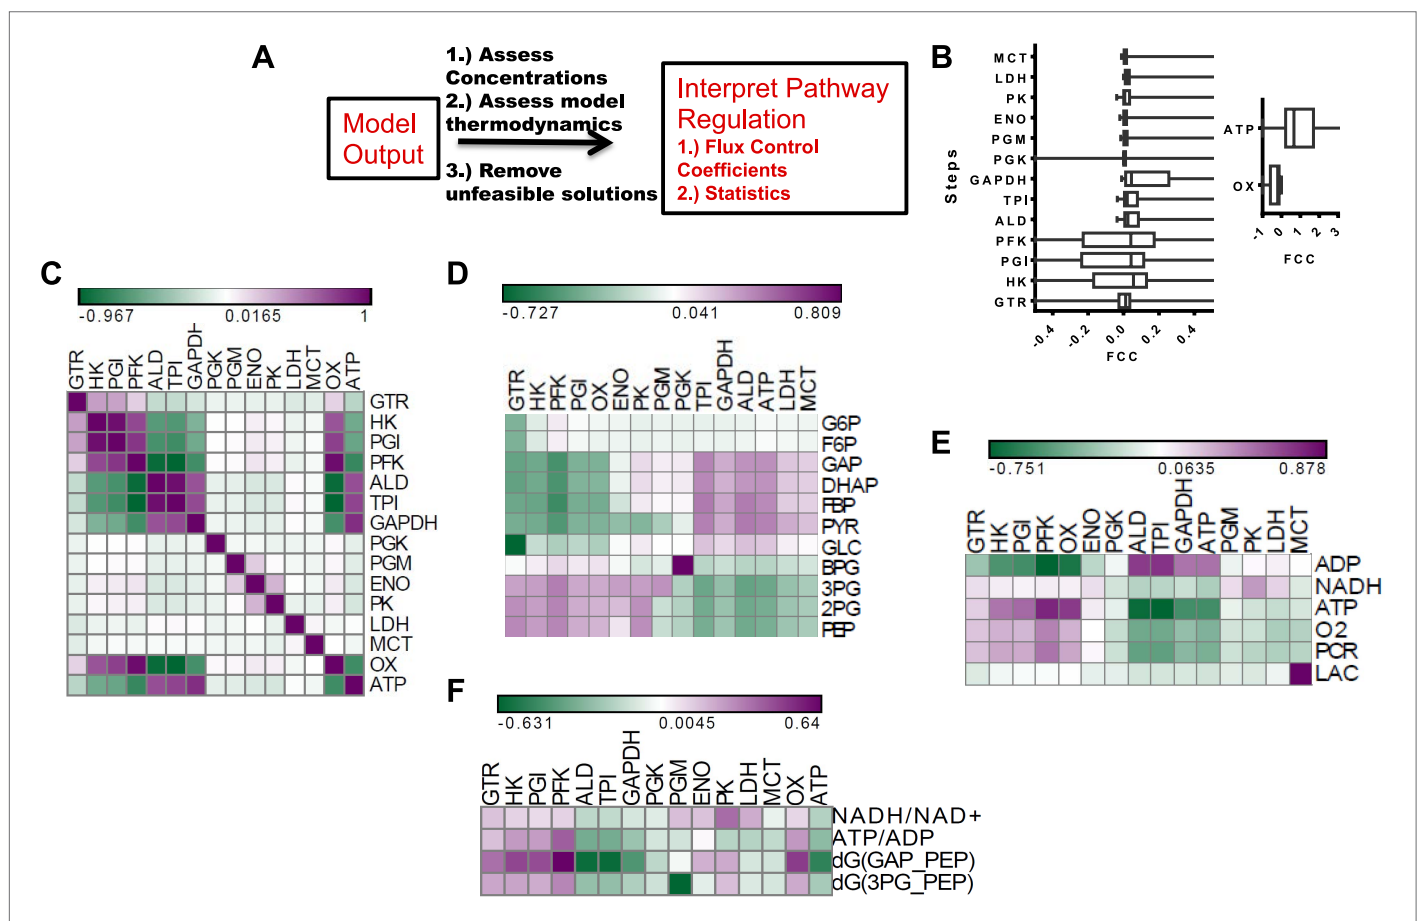 A
Model
Output
1.) Assess
Concentrations
2.) Assess model
thermodynamics
3.) Remove
unfeasible solutions
Interpret Pathway
Regulation
1.) Flux Control
Coefficients
2.) Statistics
B
Steps
MCT
LDH
PK
ENO
PGM
PGK
GAPDH
TPI
ALD
PFK
PGI
HK
GTR
-0.4 -0.2 0.0 0.2 0.4
FCC
ATP
OX
-1 0 1 3
FCC
C
-0.967 0.0165 1
GTR HK PGI PFK ALD TPI GAPDH PGK PGM ENO PK LDH MCT OX ATP
GTR
HK
PGI
PFK
ALD
TPI
GAPDH
PGK
PGM
ENO
PK
LDH
MCT
OX
ATP
D
-0.727 0.041 0.809
GTR HK PFK PGI OX ENO PK PGM PGK TPI GAPDH ALD ATP LDH MCT
G6P
F6P
GAP
DHAP
FBP
PYR
GLC
BPG
3PG
2PG
PEP
E
-0.751 0.0635 0.878
GTR HK PGI PFK OX ENO PGK ALD TPI GAPDH ATP PGM PK LDH MCT
ADP
NADH
ATP
O2
PCR
LAC
F
-0.631 0.0045 0.64
GTR HK PGI PFK ALD TPI GAPDH PGK PGM ENO PK LDH MCT OX ATP
NADH/NAD+
ATP/ADP
dG(GAP_PEP)
dG(3PG_PEP)